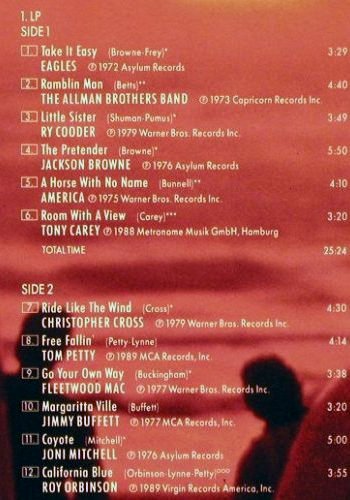 1. LP
SIDE 1
1. Take It Easy (Browne-Frey)* 3:29
EAGLES ℗ 1972 Asylum Records
2. Ramblin Man (Betts)** 4:40
THE ALLMAN BROTHERS BAND ℗ 1973 Capricorn Records Inc.
3. Little Sister (Shuman-Pumus)* 3:49
RY COODER ℗ 1979 Warner Bros. Records Inc.
4. The Pretender (Browne)* 5:50
JACKSON BROWNE ℗ 1976 Asylum Records
5. A Horse With No Name (Bunnell)** 4:10
AMERICA ℗ 1975 Warner Bros. Records Inc.
6. Room With A View (Carey)*** 3:20
TONY CAREY ℗ 1988 Metronome Musik GmbH, Hamburg
TOTAL TIME 25:24
SIDE 2
7. Ride Like The Wind (Cross)* 4:30
CHRISTOPHER CROSS ℗ 1979 Warner Bros. Records Inc.
8. Free Fallin' (Petty-Lynne) 4:14
TOM PETTY ℗ 1989 MCA Records, Inc.
9. Go Your Own Way (Buckingham)* 3:38
FLEETWOOD MAC ℗ 1977 Warner Bros. Records Inc.
10. Margaritta Ville (Buffett) 4:20
JIMMY BUFFETT ℗ 1977 MCA Records, Inc.
11. Coyote (Mitchell)* 5:00
JONI MITCHELL ℗ 1976 Asylum Records
12. California Blue (Orbinson-Lynne-Petty)°°° 3:55
ROY ORBINSON ℗ 1989 Virgin Records America, Inc.